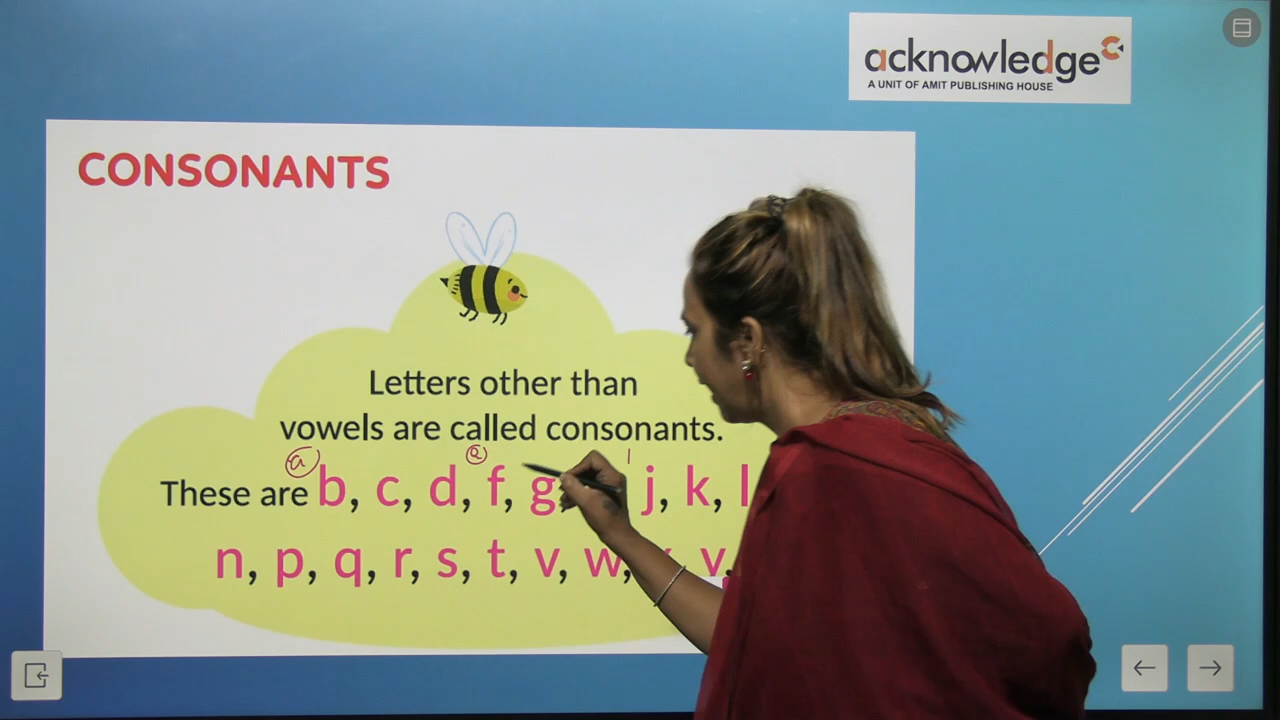 acknowledge
A UNIT OF AMIT PUBLISHING HOUSE
CONSONANTS
Letters other than
vowels are called consonants.
a e
These are b, c, d, f, g, j, k, l
n, p, q, r, s, t, v, w,